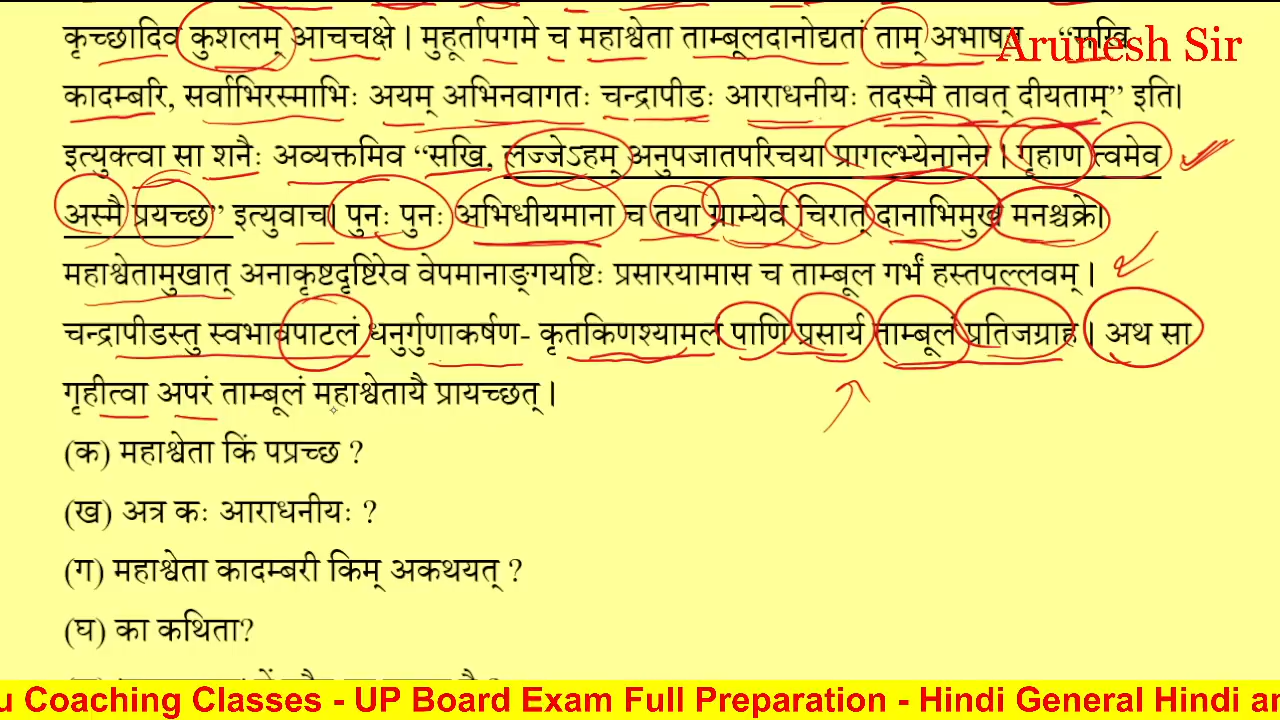 Arunesh Sir
कृच्छादिव कुशलम् आचचक्षे । मुहूर्तापगमे च महाश्वेता ताम्बूलदानोद्यतां ताम् अभाषत "सखि
कादम्बरि, सर्वाभिरस्माभिः अयम् अभिनवागतः चन्द्रापीडः आराधनीयः तदस्मै तावत् दीयताम्" इति।
इत्युक्त्वा सा शनैः अव्यक्तमिव "सखि, लज्जेऽहम् अनुपजातपरिचया प्रागल्भ्येनानेन । गृहाण त्वमेव
अस्मै प्रयच्छ" इत्युवाच। पुनः पुनः अभिधीयमाना च तया ग्राम्येव चिरात् दानाभिमुख मनश्चक्रे।
महाश्वेतामुखात् अनाकृष्टदृष्टिरेव वेपमानाङ्गयष्टिः प्रसारयामास च ताम्बूल गर्भं हस्तपल्लवम् ।
चन्द्रापीडस्तु स्वभावपाटलं धनुर्गुणाकर्षण- कृतकिणश्यामलं पाणि प्रसार्य ताम्बूलं प्रतिजग्राह । अथ सा
गृहीत्वा अपरं ताम्बूलं महाश्वेतायै प्रायच्छत् ।
(क) महाश्वेता किं पप्रच्छ ?
(ख) अत्र कः आराधनीयः ?
(ग) महाश्वेता कादम्बरी किम् अकथयत् ?
(घ) का कथिता?
u Coaching Classes - UP Board Exam Full Preparation - Hindi General Hindi an